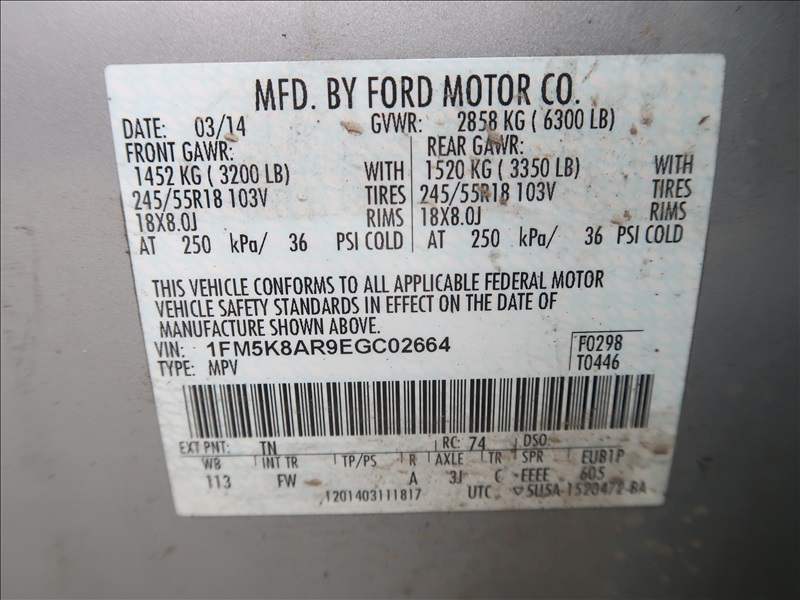 MFD. BY FORD MOTOR CO.
DATE: 03/14 GVWR: 2858 KG ( 6300 LB)
FRONT GAWR: REAR GAWR:
1452 KG ( 3200 LB) WITH 1520 KG ( 3350 LB) WITH
245/55R18 103V TIRES 245/55R18 103V TIRES
18X8.0J RIMS 18X8.0J RIMS
AT 250 kPa/ 36 PSI COLD AT 250 kPa/ 36 PSI COLD
THIS VEHICLE CONFORMS TO ALL APPLICABLE FEDERAL MOTOR
VEHICLE SAFETY STANDARDS IN EFFECT ON THE DATE OF
MANUFACTURE SHOWN ABOVE.
VIN: 1FM5K8AR9EGC02664 F0298
TYPE: MPV T0446
EXT PNT: TN RC: 74 DSO:
WB INT TR TP/PS R AXLE TR SPR EUB1P
113 FW A 3J C EEEE 605
1201403111817 UTC